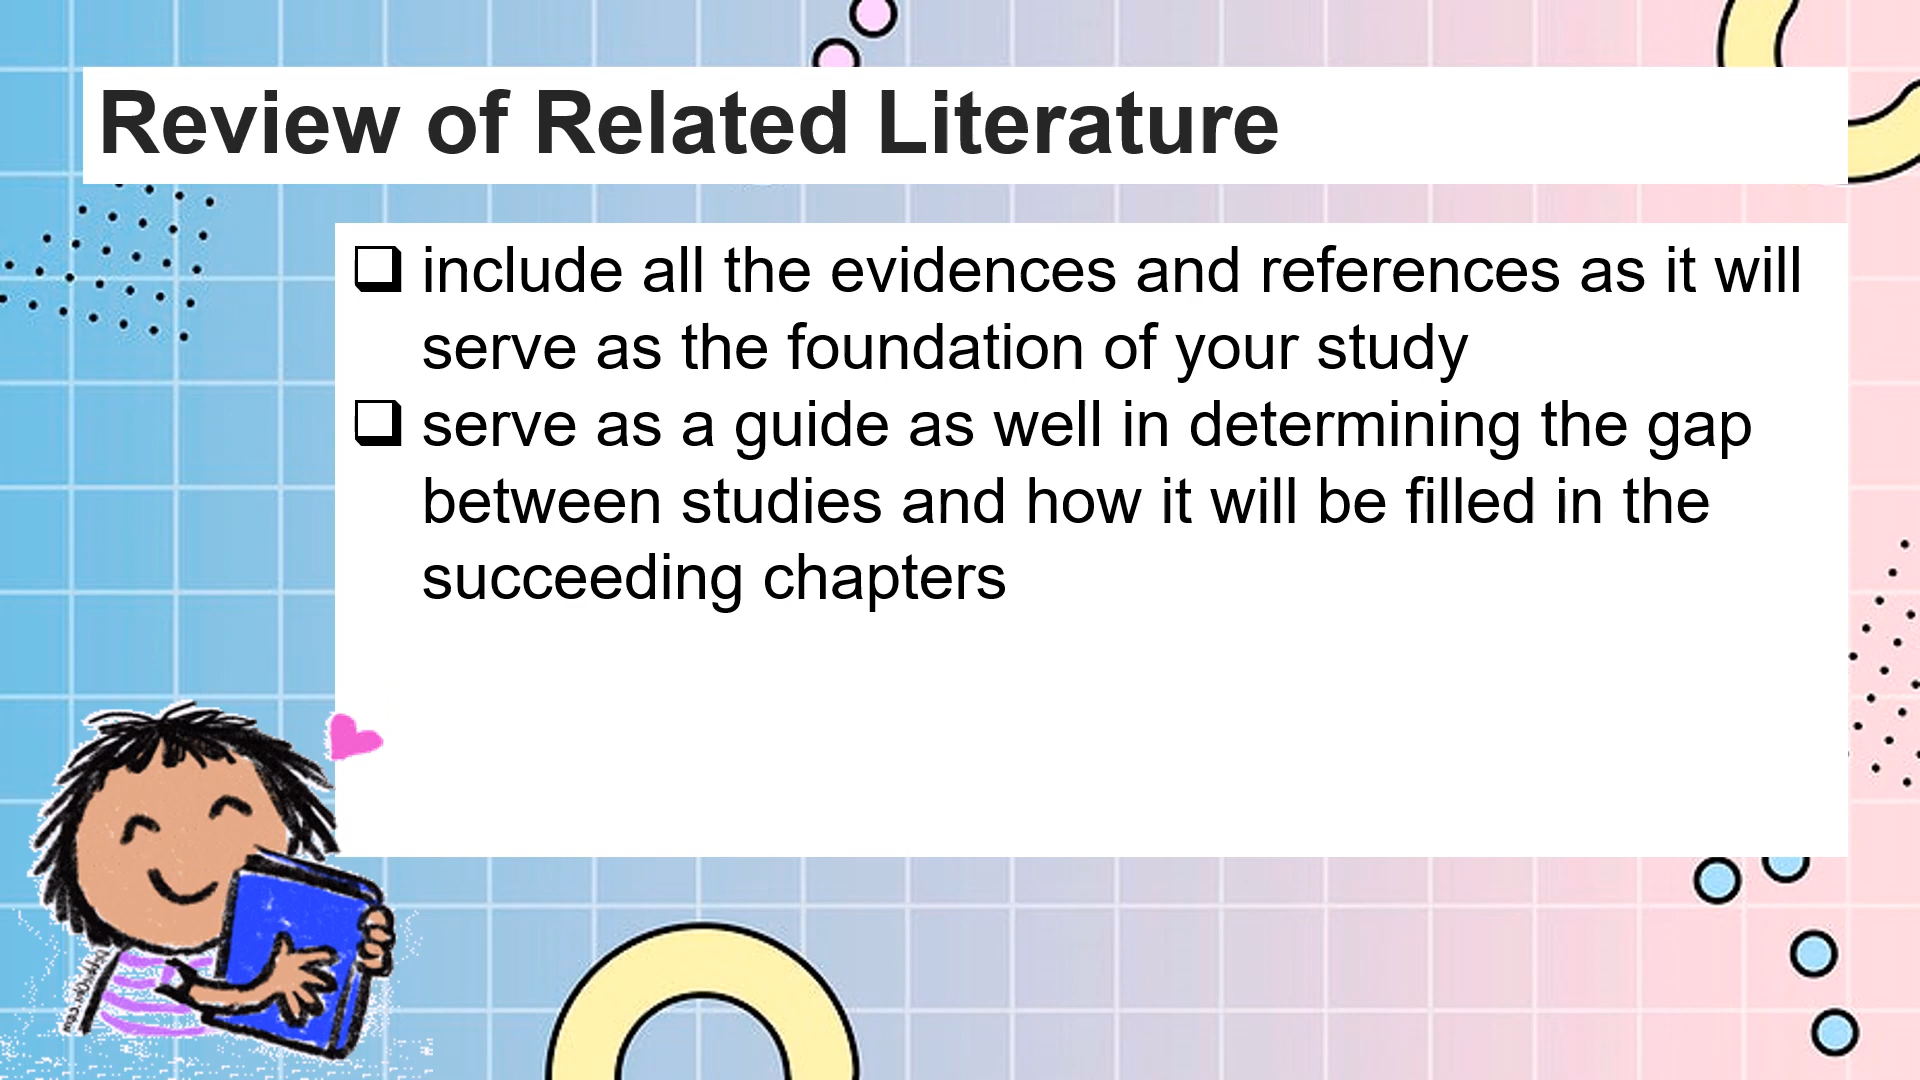 Review of Related Literature
❑ include all the evidences and references as it will
serve as the foundation of your study
❑ serve as a guide as well in determining the gap
between studies and how it will be filled in the
succeeding chapters